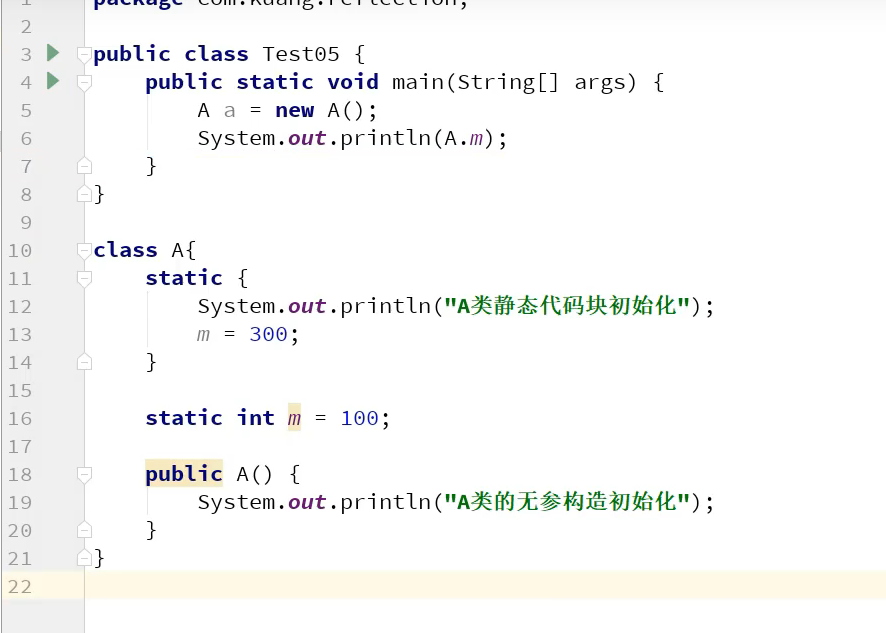 1 package com.kuang.reflection;
2
3 public class Test05 {
4 public static void main(String[] args) {
5 A a = new A();
6 System.out.println(A.m);
7 }
8 }
9
10 class A{
11 static {
12 System.out.println("A类静态代码块初始化");
13 m = 300;
14 }
15
16 static int m = 100;
17
18 public A() {
19 System.out.println("A类的无参构造初始化");
20 }
21 }
22